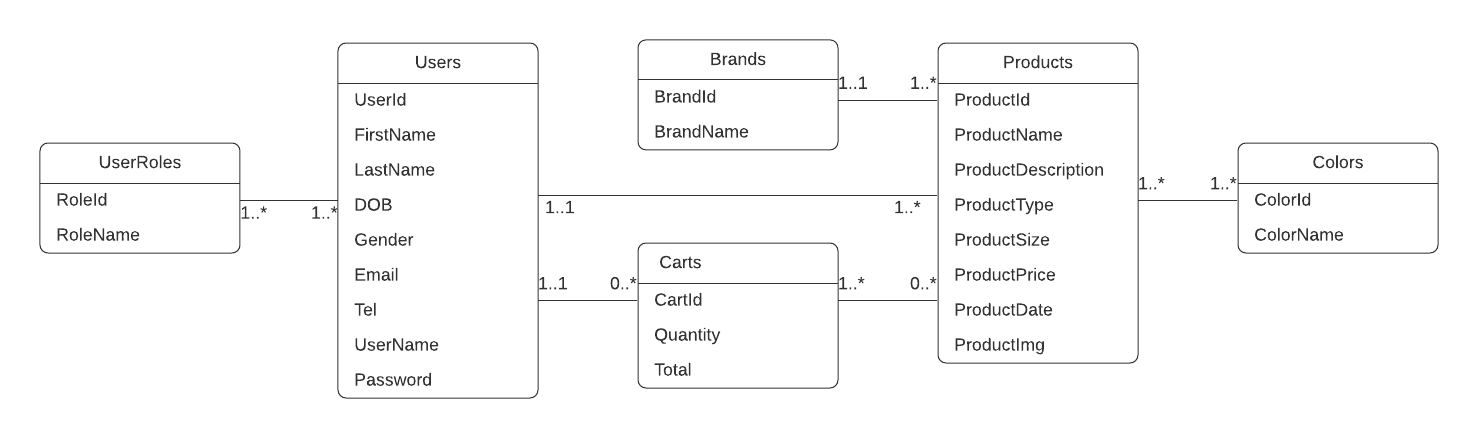 UserRoles
RoleId
RoleName
1..*
1..*
Users
UserId
FirstName
LastName
DOB
Gender
Email
Tel
UserName
Password
1..1
1..*
1..1
0..*
Brands
BrandId
BrandName
1..1
1..*
Carts
CartId
Quantity
Total
1..*
0..*
Products
ProductId
ProductName
ProductDescription
ProductType
ProductSize
ProductPrice
ProductDate
ProductImg
1..*
1..*
Colors
ColorId
ColorName